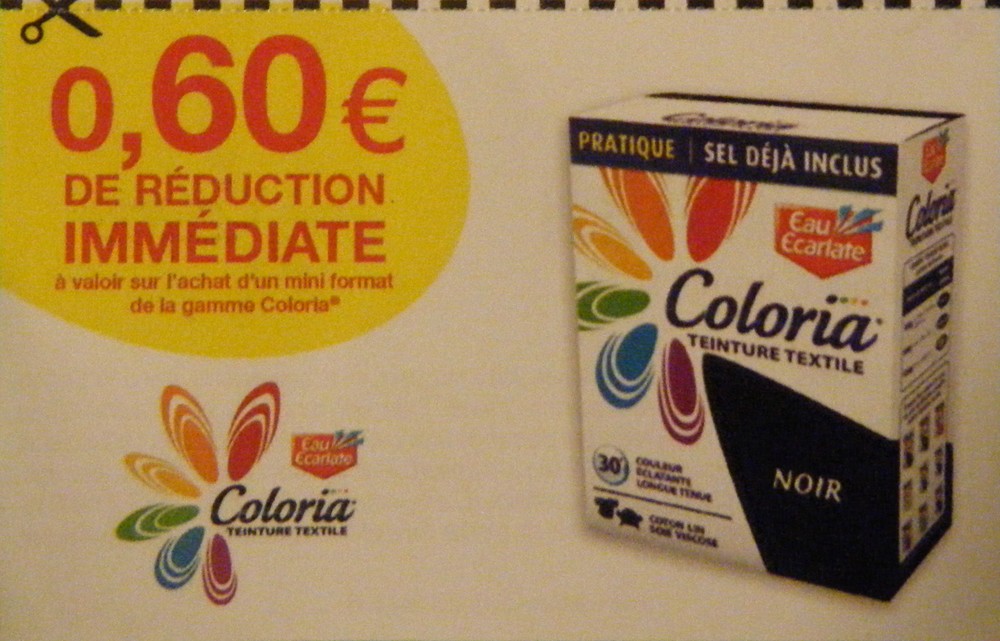 0,60 €
DE RÉDUCTION
IMMÉDIATE
à valoir sur l'achat d'un mini format
de la gamme Coloria®
Eau
Ecarlate
Coloria
TEINTURE TEXTILE
PRATIQUE | SEL DÉJÀ INCLUS
Eau
Ecarlate
Coloria
TEINTURE TEXTILE
NOIR
30'
COULEUR
ECLATANTE
LONGUE TENUE
COTON LIN
SOIE VISCOSE
Coloria